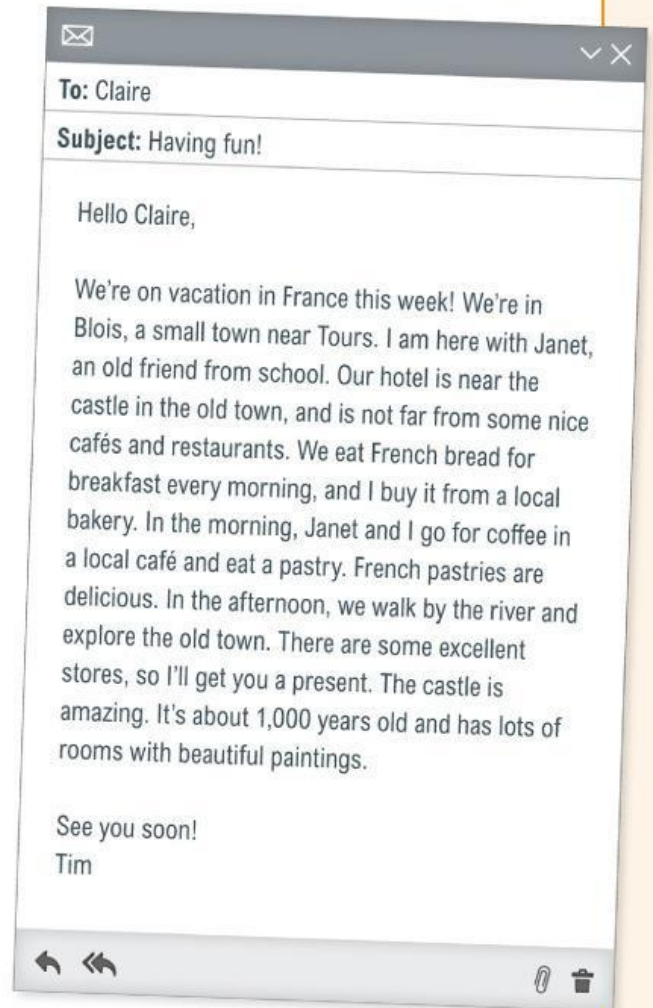 To: Claire
Subject: Having fun!
Hello Claire,
We're on vacation in France this week! We're in
Blois, a small town near Tours. I am here with Janet,
an old friend from school. Our hotel is near the
castle in the old town, and is not far from some nice
cafés and restaurants. We eat French bread for
breakfast every morning, and I buy it from a local
bakery. In the morning, Janet and I go for coffee in
a local café and eat a pastry. French pastries are
delicious. In the afternoon, we walk by the river and
explore the old town. There are some excellent
stores, so I'll get you a present. The castle is
amazing. It's about 1,000 years old and has lots of
rooms with beautiful paintings.
See you soon!
Tim